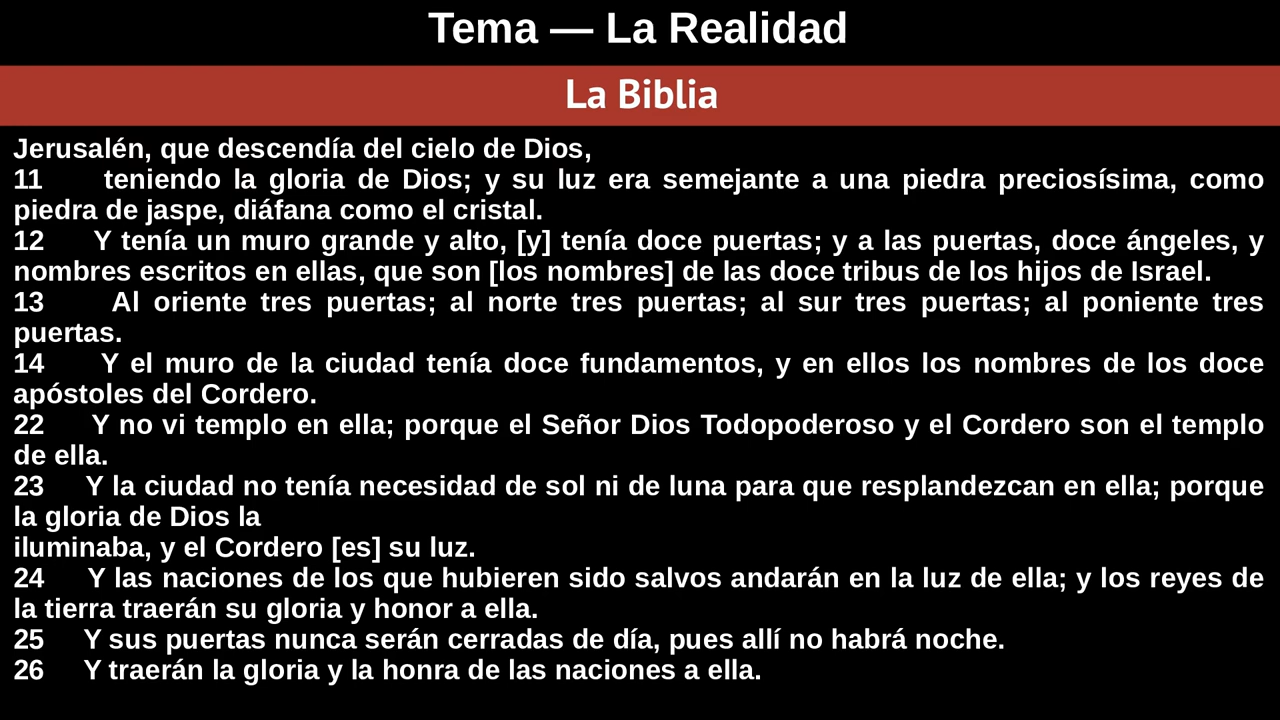 Tema — La Realidad
La Biblia
Jerusalén, que descendía del cielo de Dios,
11 teniendo la gloria de Dios; y su luz era semejante a una piedra preciosísima, como
piedra de jaspe, diáfana como el cristal.
12 Y tenía un muro grande y alto, [y] tenía doce puertas; y a las puertas, doce ángeles, y
nombres escritos en ellas, que son [los nombres] de las doce tribus de los hijos de Israel.
13 Al oriente tres puertas; al norte tres puertas; al sur tres puertas; al poniente tres
puertas.
14 Y el muro de la ciudad tenía doce fundamentos, y en ellos los nombres de los doce
apóstoles del Cordero.
22 Y no vi templo en ella; porque el Señor Dios Todopoderoso y el Cordero son el templo
de ella.
23 Y la ciudad no tenía necesidad de sol ni de luna para que resplandezcan en ella; porque
la gloria de Dios la
iluminaba, y el Cordero [es] su luz.
24 Y las naciones de los que hubieren sido salvos andarán en la luz de ella; y los reyes de
la tierra traerán su gloria y honor a ella.
25 Y sus puertas nunca serán cerradas de día, pues allí no habrá noche.
26 Y traerán la gloria y la honra de las naciones a ella.